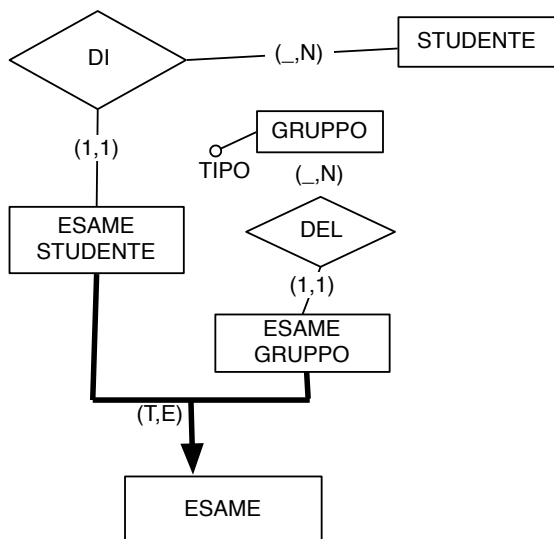 DI
(_,N)
STUDENTE
(1,1)
GRUPPO
TIPO
(_,N)
ESAME
STUDENTE
DEL
(1,1)
ESAME
GRUPPO
(T,E)
ESAME